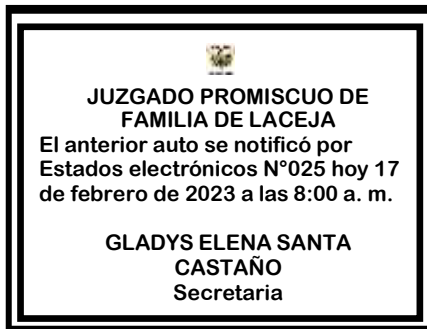 JUZGADO PROMISCUO DE
FAMILIA DE LACEJA
El anterior auto se notificó por
Estados electrónicos N°025 hoy 17
de febrero de 2023 a las 8:00 a. m.
GLADYS ELENA SANTA
CASTAÑO
Secretaria